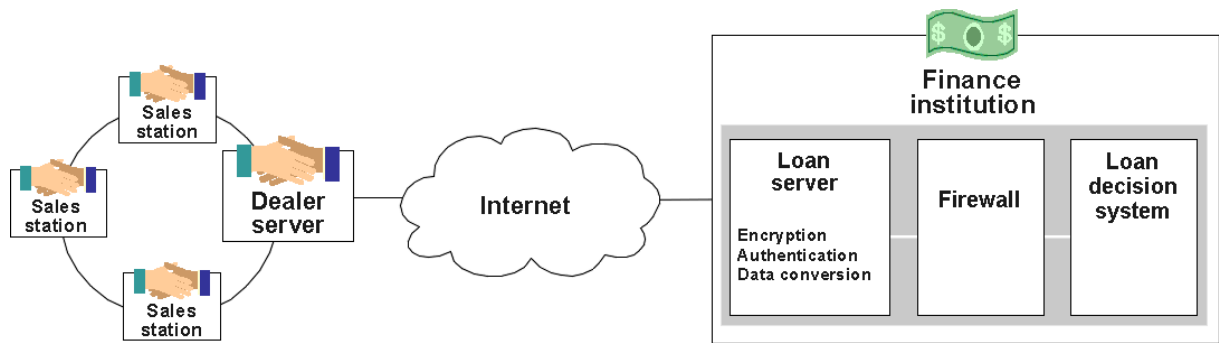 Sales
station
Sales
station
Sales
station
Dealer
server
Internet
Finance
institution
Loan
server
Encryption
Authentication
Data conversion
Firewall
Loan
decision
system